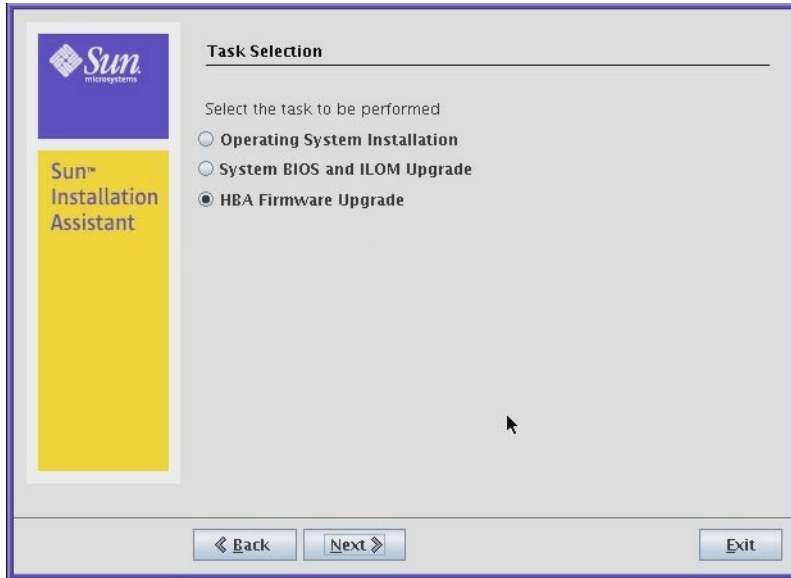 Sun
microsystems
Sun™
Installation
Assistant
Task Selection
Select the task to be performed
Operating System Installation
System BIOS and ILOM Upgrade
HBA Firmware Upgrade
Back
Next
Exit